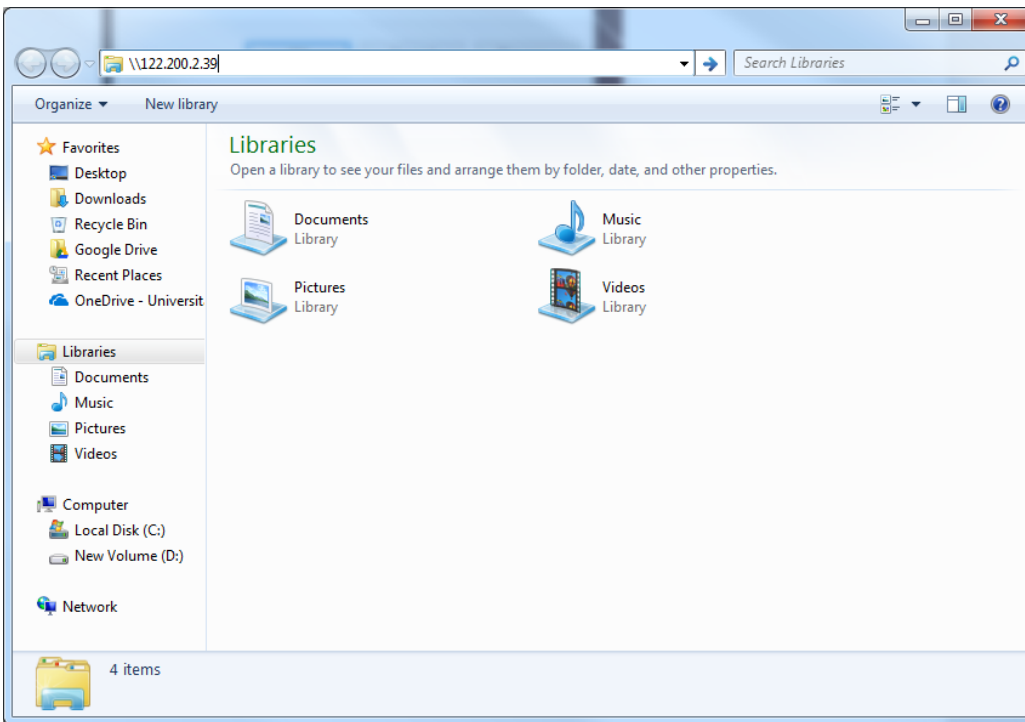 \\122.200.2.39
Search Libraries
Organize
New library
Favorites
Desktop
Downloads
Recycle Bin
Google Drive
Recent Places
OneDrive - Universit
Libraries
Documents
Music
Pictures
Videos
Computer
Local Disk (C:)
New Volume (D:)
Network
Libraries
Open a library to see your files and arrange them by folder, date, and other properties.
Documents
Library
Music
Library
Pictures
Library
Videos
Library
4 items